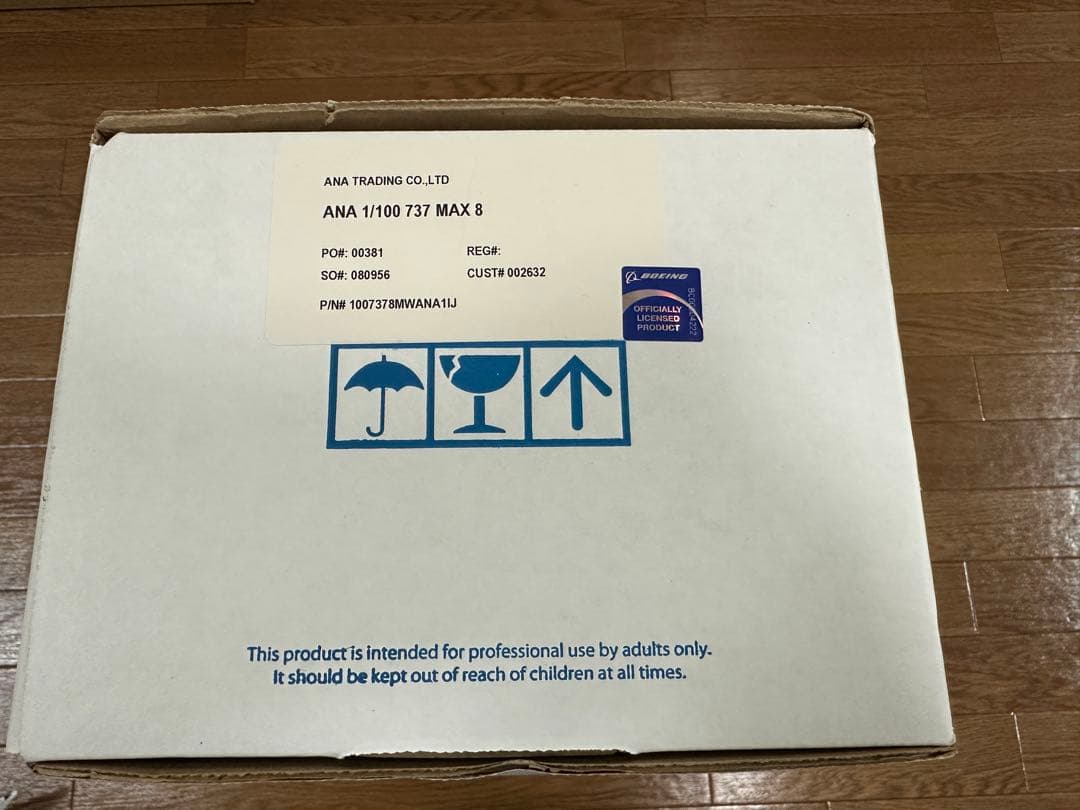 ANA TRADING CO.,LTD
ANA 1/100 737 MAX 8
PO#: 00381
REG#:
SO#: 080956
CUST# 002632
P/N# 1007378MWANA1IJ
BOEING
OFFICIALLY
LICENSED
PRODUCT
This product is intended for professional use by adults only.
It should be kept out of reach of children at all times.